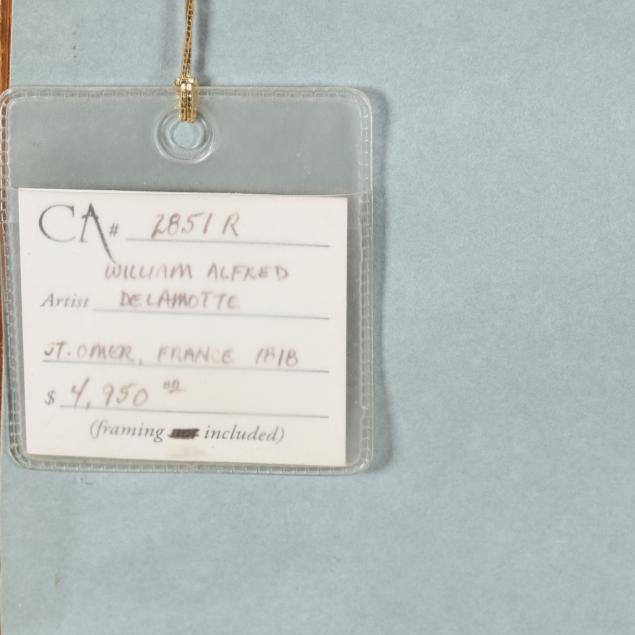 CA# 2851 R
WILLIAM ALFRED
Artist DELAMOTTE
ST. OMER, FRANCE 1818
$ 4,950 00
(framing included)